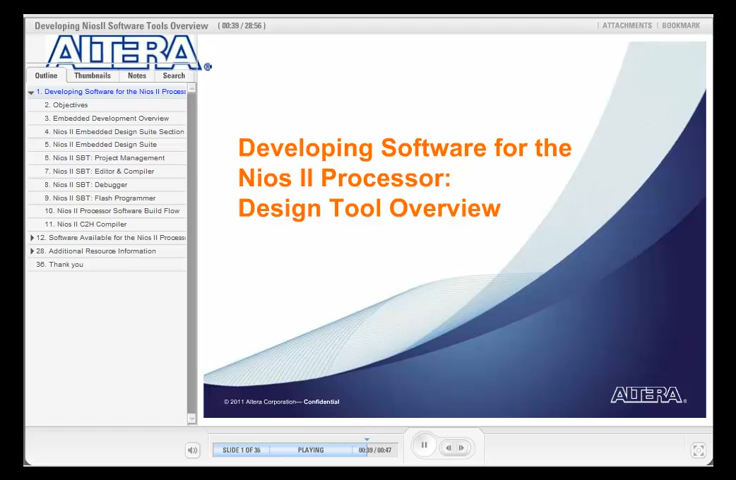 Developing NiosII Software Tools Overview ( 00:39 / 28:56 )
ATTACHMENTS
BOOKMARK
ALTERA®
Outline Thumbnails Notes Search
1. Developing Software for the Nios II Process
2. Objectives
3. Embedded Development Overview
4. Nios II Embedded Design Suite Section
5. Nios II Embedded Design Suite
6. Nios II SBT: Project Management
7. Nios II SBT: Editor & Compiler
8. Nios II SBT: Debugger
9. Nios II SBT: Flash Programmer
10. Nios II Processor Software Build Flow
11. Nios II C2H Compiler
12. Software Available for the Nios II Process
28. Additional Resource Information
36. Thank you
Developing Software for the
Nios II Processor:
Design Tool Overview
© 2011 Altera Corporation— Confidential
ALTERA®
SLIDE 1 OF 36 PLAYING 00:39 / 00:47